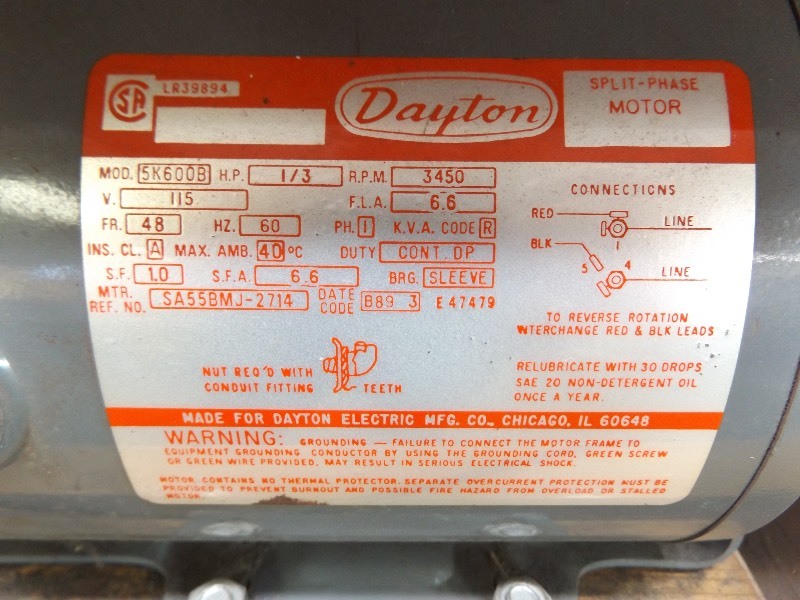 SA LR39894 Dayton SPLIT-PHASE
MOTOR
MOD. 5K600B H.P. 1/3 R.P.M. 3450
V. 115 F.L.A. 6.6
FR. 48 HZ. 60 PH. 1 K.V.A. CODE R
INS. CL. A MAX. AMB. 40 °C DUTY CONT. DP
S.F. 1.0 S.F.A. 6.6 BRG. SLEEVE
MTR.
REF. NO. SA55BMJ-2714 DATE
CODE B89 3 E47479
CONNECTIONS
RED LINE
1
BLK
5 4 LINE
TO REVERSE ROTATION
INTERCHANGE RED & BLK LEADS
NUT REQ'D WITH
CONDUIT FITTING TEETH
RELUBRICATE WITH 30 DROPS
SAE 20 NON-DETERGENT OIL
ONCE A YEAR.
MADE FOR DAYTON ELECTRIC MFG. CO., CHICAGO, IL 60648
WARNING: GROUNDING — FAILURE TO CONNECT THE MOTOR FRAME TO
EQUIPMENT GROUNDING CONDUCTOR BY USING THE GROUNDING CORD, GREEN SCREW
OR GREEN WIRE PROVIDED, MAY RESULT IN SERIOUS ELECTRICAL SHOCK.
MOTOR CONTAINS NO THERMAL PROTECTOR. SEPARATE OVERCURRENT PROTECTION MUST BE
PROVIDED TO PREVENT BURNOUT AND POSSIBLE FIRE HAZARD FROM OVERLOAD OR STALLED
MOTOR.